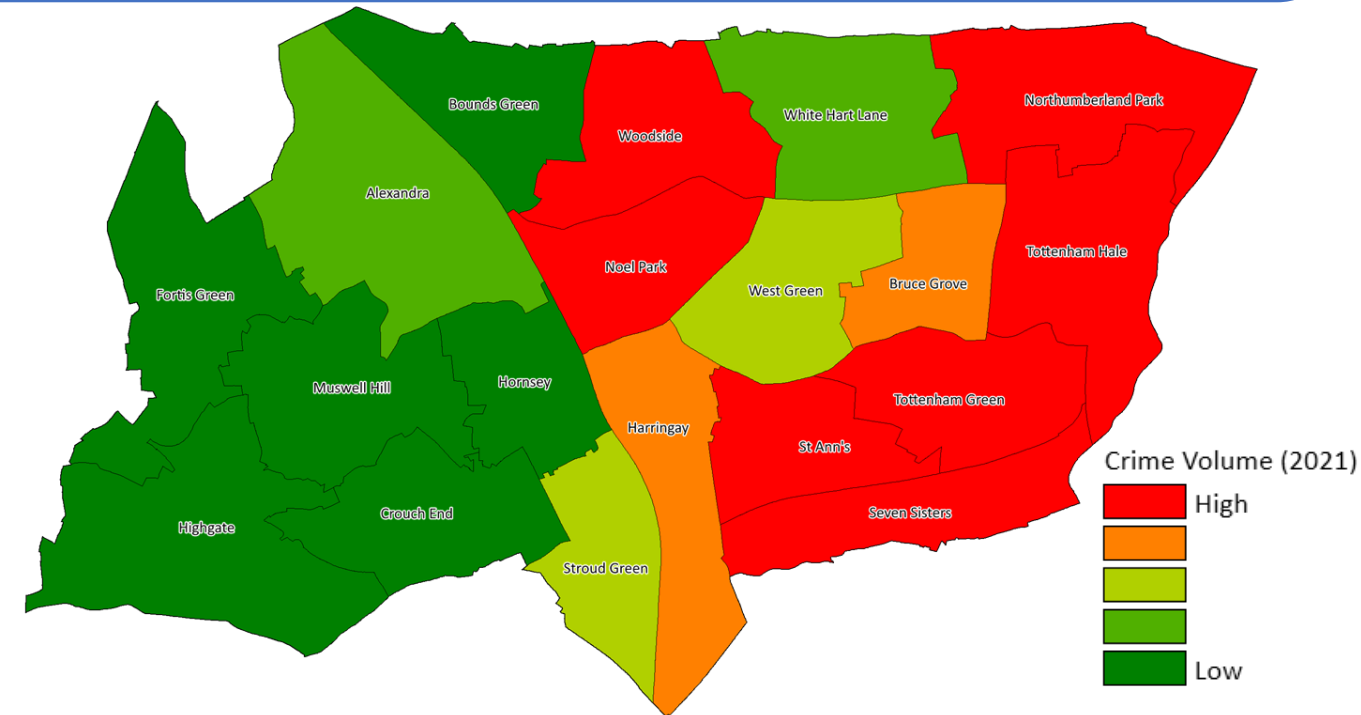 Bounds Green
Woodside
White Hart Lane
Northumberland Park
Alexandra
Fortis Green
Noel Park
West Green
Bruce Grove
Tottenham Hale
Muswell Hill
Hornsey
Harringay
Tottenham Green
St Ann's
Highgate
Crouch End
Stroud Green
Seven Sisters
Crime Volume (2021)
High
Low